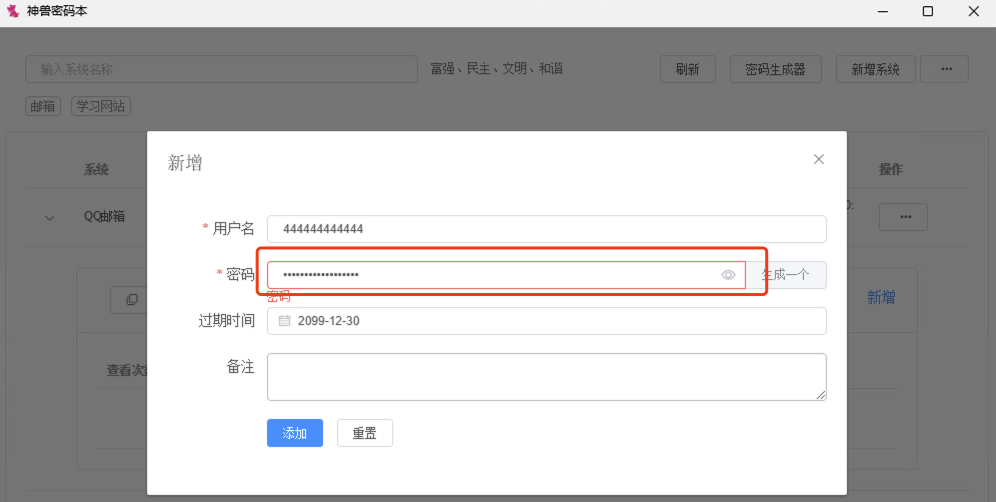 神兽密码本
输入系统名称
富强、民主、文明、和谐
刷新
密码生成器
新增系统
邮箱
学习网站
系统
操作
QQ邮箱
新增
* 用户名
444444444444
* 密码
••••••••••••••••••
生成一个
密码
过期时间
2099-12-30
备注
添加
重置
新增
查看次